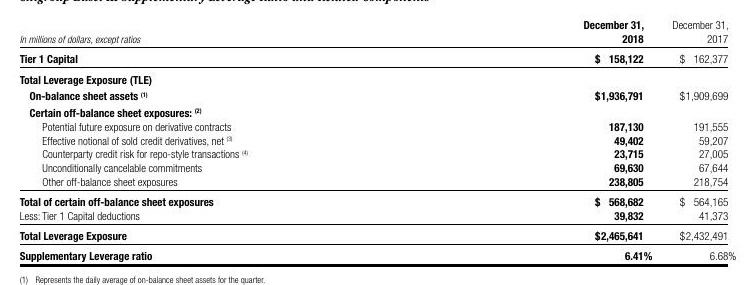 In millions of dollars, except ratios December 31, 2018 December 31, 2017
Tier 1 Capital $ 158,122 $ 162,377
Total Leverage Exposure (TLE)
On-balance sheet assets (1) $1,936,791 $1,909,699
Certain off-balance sheet exposures: (2)
Potential future exposure on derivative contracts 187,130 191,555
Effective notional of sold credit derivatives, net (3) 49,402 59,207
Counterparty credit risk for repo-style transactions (4) 23,715 27,005
Unconditionally cancelable commitments 69,630 67,644
Other off-balance sheet exposures 238,805 218,754
Total of certain off-balance sheet exposures $ 568,682 $ 564,165
Less: Tier 1 Capital deductions 39,832 41,373
Total Leverage Exposure $2,465,641 $2,432,491
Supplementary Leverage ratio 6.41% 6.68%
(1) Represents the daily average of on-balance sheet assets for the quarter.